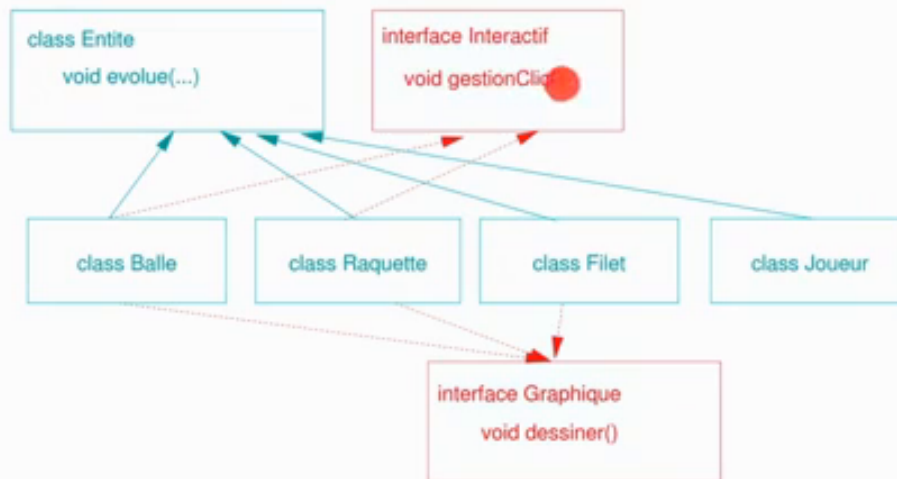 class Entite
void evolue(...)
interface Interactif
void
class Balle
class Raquette
class Filet
class Joueur
interface Graphique
void dessiner()